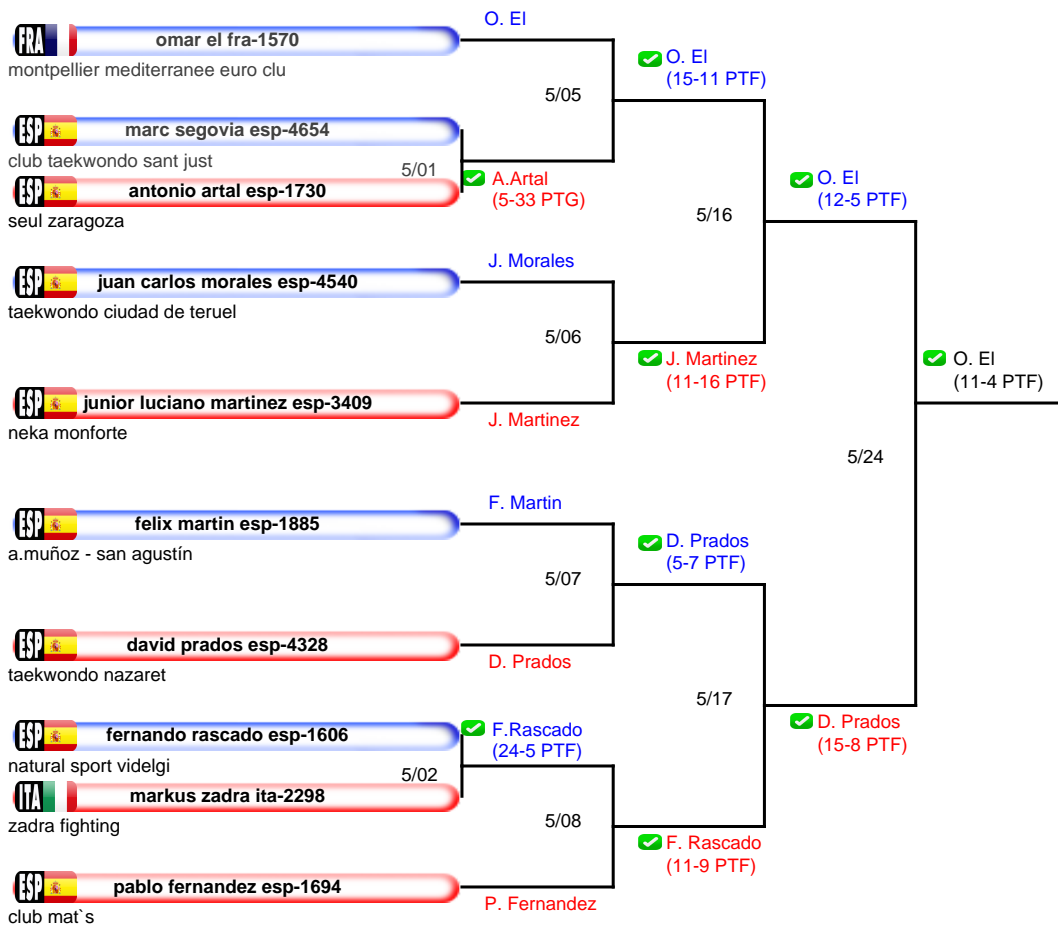 O. El
FRA omar el fra-1570
montpellier mediterranee euro clu
O. El
(15-11 PTF)
5/05
ESP marc segovia esp-4654
club taekwondo sant just
5/01
A.Artal
(5-33 PTG)
ESP antonio artal esp-1730
seul zaragoza
O. El
(12-5 PTF)
5/16
J. Morales
ESP juan carlos morales esp-4540
taekwondo ciudad de teruel
5/06
J. Martinez
(11-16 PTF)
ESP junior luciano martinez esp-3409
J. Martinez
neka monforte
O. El
(11-4 PTF)
5/24
F. Martin
ESP felix martin esp-1885
a.muñoz - san agustín
D. Prados
(5-7 PTF)
5/07
ESP david prados esp-4328
D. Prados
taekwondo nazaret
5/17
D. Prados
(15-8 PTF)
ESP fernando rascado esp-1606
F.Rascado
(24-5 PTF)
natural sport videlgi
5/02
ITA markus zadra ita-2298
zadra fighting
5/08
F. Rascado
(11-9 PTF)
ESP pablo fernandez esp-1694
P. Fernandez
club mat`s